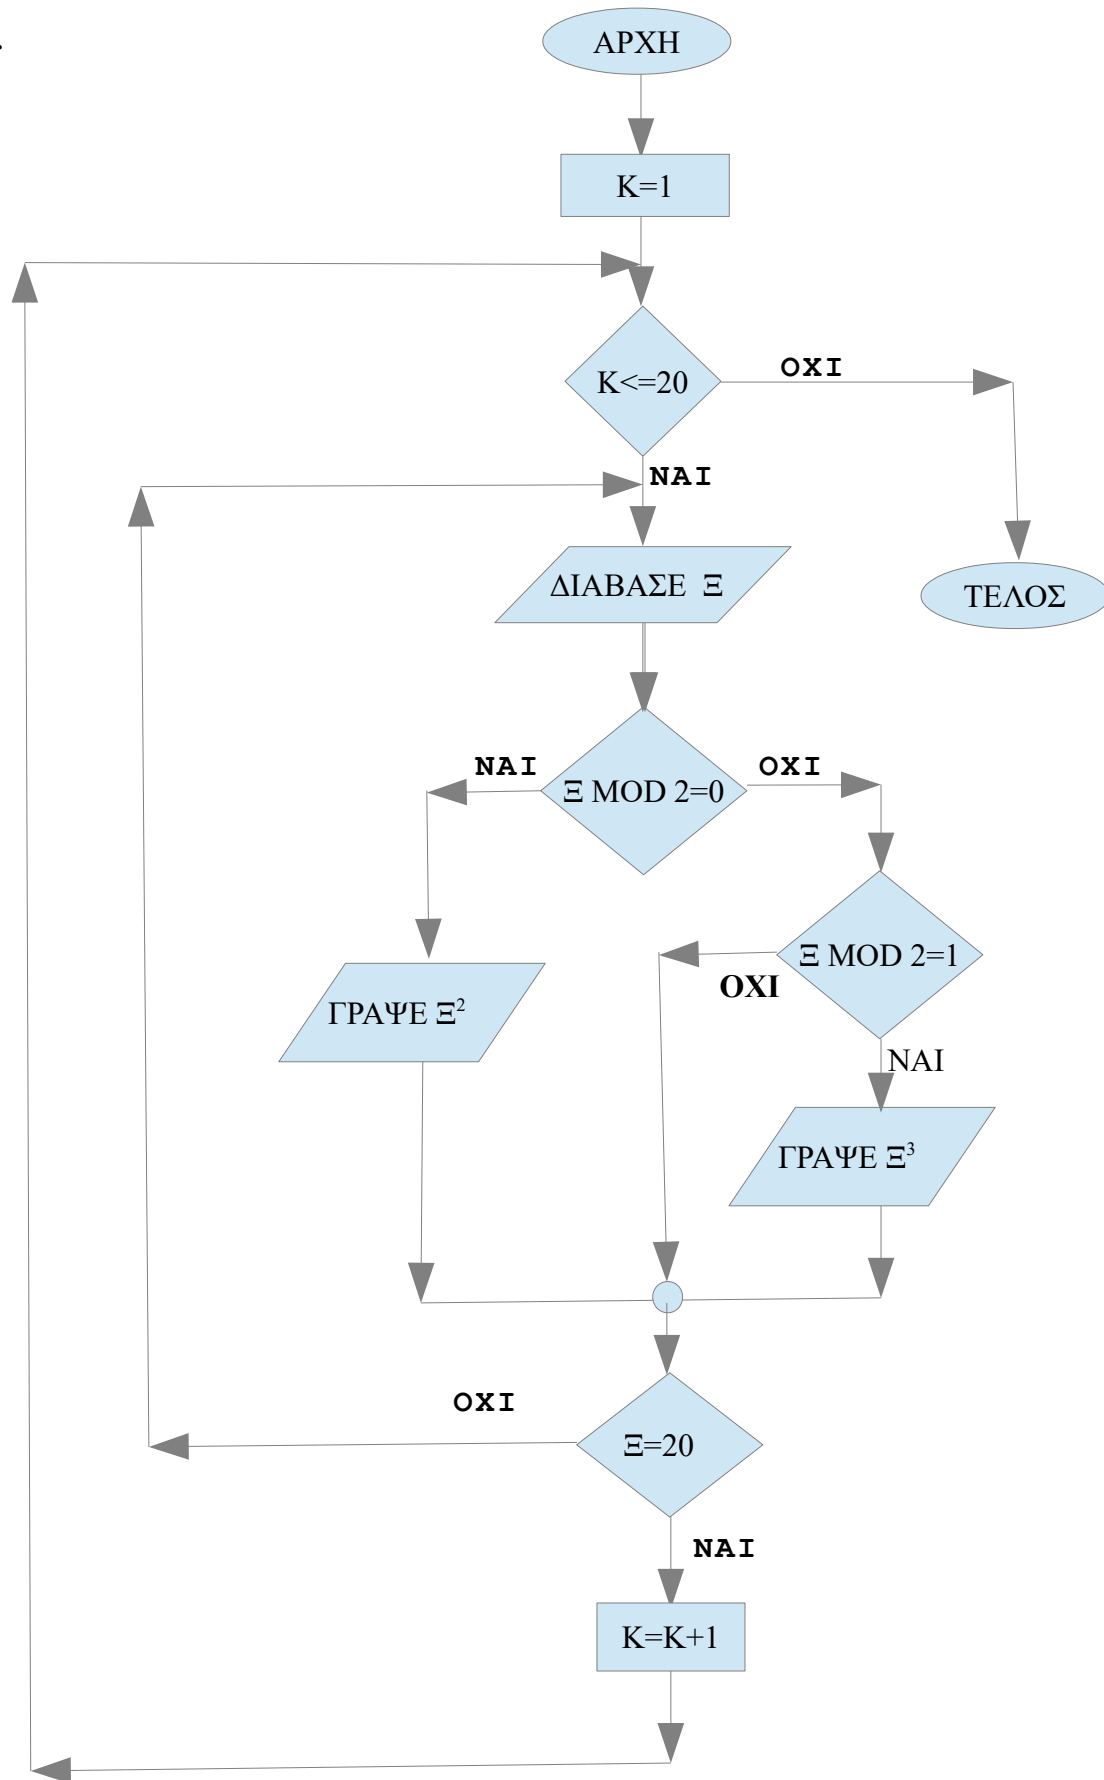 ΑΡΧΗ
Κ=1
Κ<=20
ΟΧΙ
ΝΑΙ
ΔΙΑΒΑΣΕ Ξ
ΤΕΛΟΣ
ΝΑΙ
Ξ MOD 2=0
ΟΧΙ
Ξ MOD 2=1
ΟΧΙ
ΓΡΑΨΕ Ξ²
ΝΑΙ
ΓΡΑΨΕ Ξ³
ΟΧΙ
Ξ=20
ΝΑΙ
Κ=Κ+1